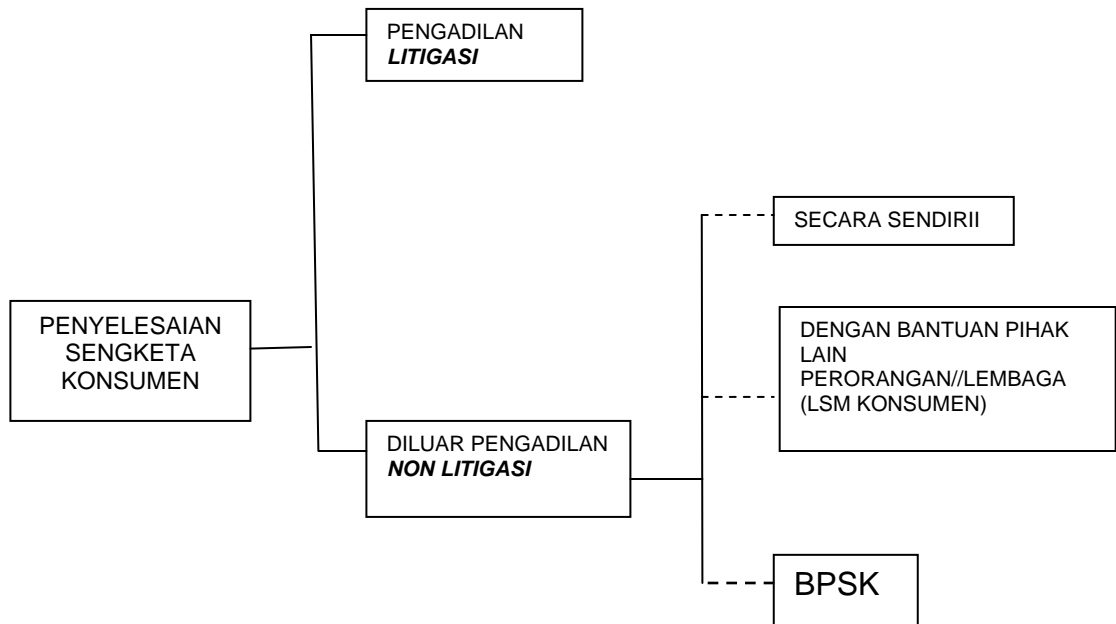 PENGADILAN
LITIGASI
SECARA SENDIRII
PENYELESAIAN
SENGKETA
KONSUMEN
DENGAN BANTUAN PIHAK
LAIN
PERORANGAN//LEMBAGA
(LSM KONSUMEN)
DILUAR PENGADILAN
NON LITIGASI
BPSK